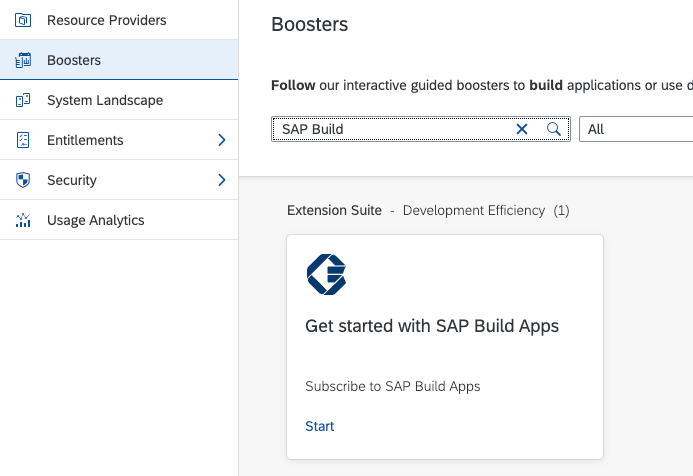 Resource Providers
Boosters
System Landscape
Entitlements
Security
Usage Analytics
Boosters
Follow our interactive guided boosters to build applications or use
SAP Build
All
Extension Suite - Development Efficiency (1)
Get started with SAP Build Apps
Subscribe to SAP Build Apps
Start